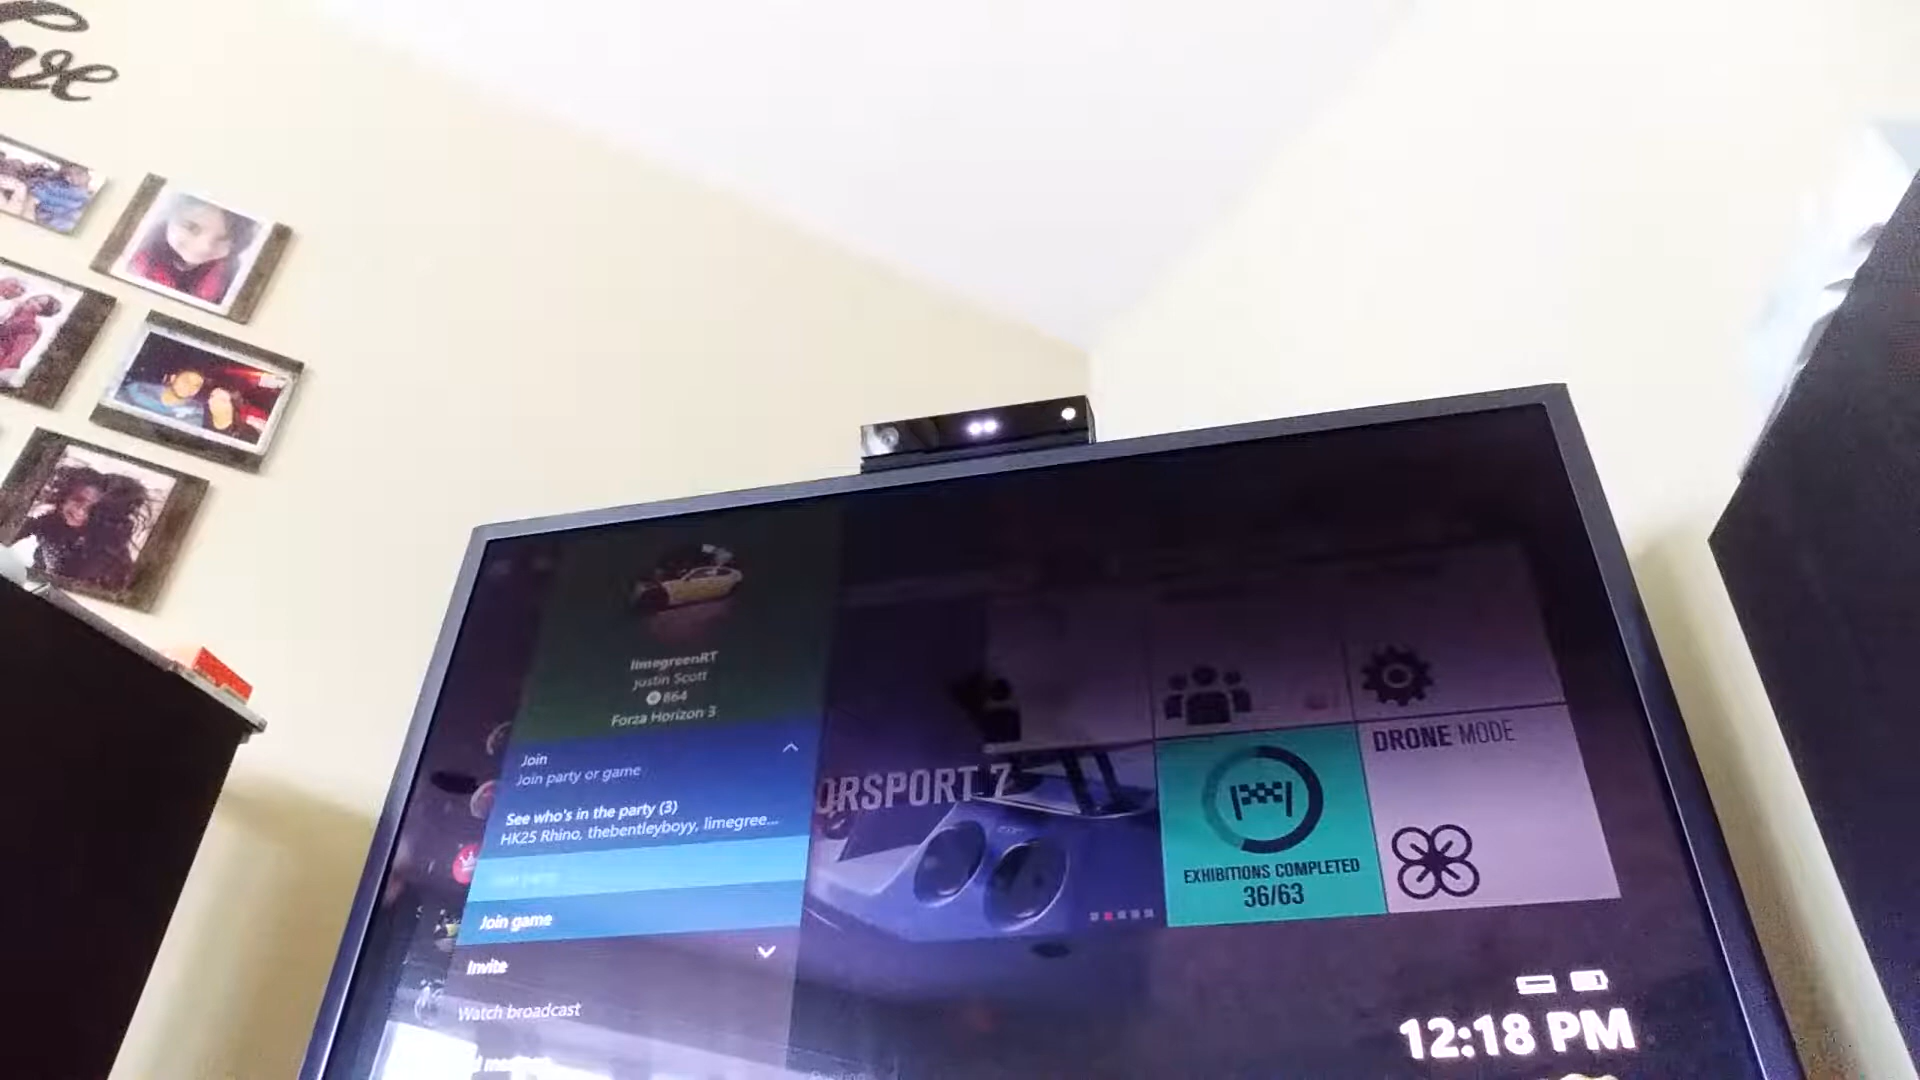 ove
limegreenRT
Justin Scott
864
Forza Horizon 3
Join
Join party or game
See who's in the party (3)
HK25 Rhino, thebentleyboyy, limegree...
Join game
Invite
Watch broadcast
ORSPORT 7
EXHIBITIONS COMPLETED
36/63
DRONE MODE
12:18 PM